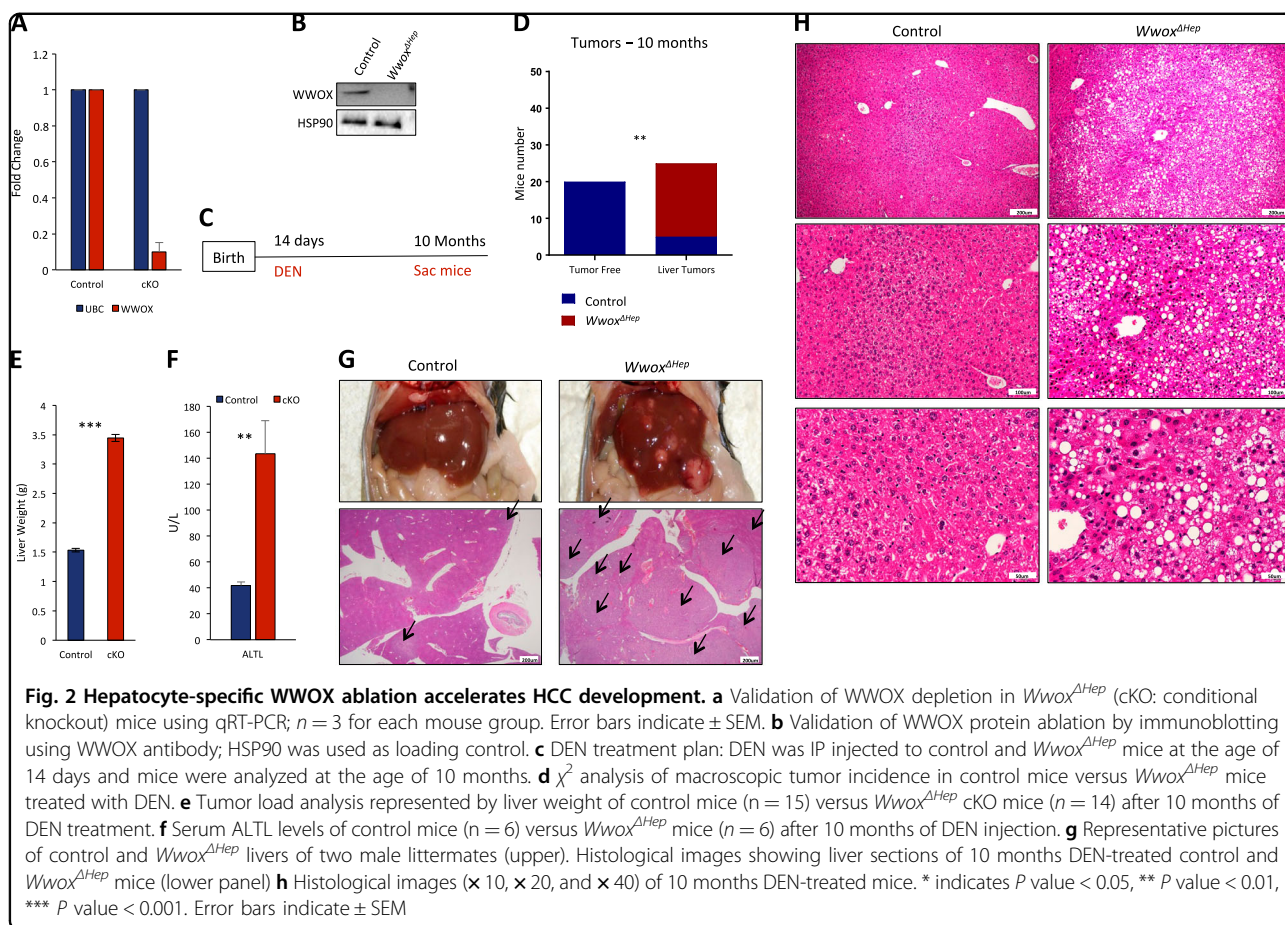 A
1.2
1
0.8
0.6
0.4
0.2
0
Fold Change
Control
cKO
UBC
WWOX
B
Control
Wwox^ΔHep
WWOX
HSP90
C
Birth
14 days
DEN
10 Months
Sac mice
D
Tumors – 10 months
50
40
30
20
10
0
Mice number
**
Tumor Free
Liver Tumors
Control
Wwox^ΔHep
E
4
3.5
3
2.5
2
1.5
1
0.5
0
Liver Weight (g)
***
Control
cKO
F
Control
cKO
180
160
140
120
100
80
60
40
20
0
U/L
**
ALTL
G
Control
Wwox^ΔHep
200um
200um
H
Control
Wwox^ΔHep
200um
200um
100um
100um
50um
50um
Fig. 2 Hepatocyte-specific WWOX ablation accelerates HCC development. a Validation of WWOX depletion in Wwox^ΔHep (cKO: conditional
knockout) mice using qRT-PCR; n = 3 for each mouse group. Error bars indicate ± SEM. b Validation of WWOX protein ablation by immunoblotting
using WWOX antibody; HSP90 was used as loading control. c DEN treatment plan: DEN was IP injected to control and Wwox^ΔHep mice at the age of
14 days and mice were analyzed at the age of 10 months. d χ² analysis of macroscopic tumor incidence in control mice versus Wwox^ΔHep mice
treated with DEN. e Tumor load analysis represented by liver weight of control mice (n = 15) versus Wwox^ΔHep cKO mice (n = 14) after 10 months of
DEN treatment. f Serum ALTL levels of control mice (n = 6) versus Wwox^ΔHep mice (n = 6) after 10 months of DEN injection. g Representative pictures
of control and Wwox^ΔHep livers of two male littermates (upper). Histological images showing liver sections of 10 months DEN-treated control and
Wwox^ΔHep mice (lower panel) h Histological images (× 10, × 20, and × 40) of 10 months DEN-treated mice. * indicates P value < 0.05, ** P value < 0.01,
*** P value < 0.001. Error bars indicate ± SEM